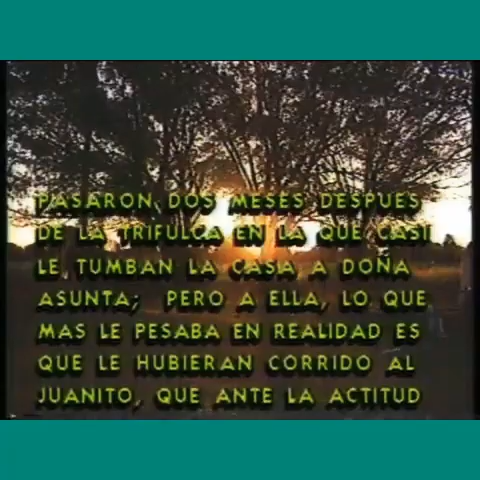 PASARON DOS MESES DESPUES
DE LA TRIFULCA EN LA QUE CASI
LE TUMBAN LA CASA A DOÑA
ASUNTA; PERO A ELLA, LO QUE
MAS LE PESABA EN REALIDAD ES
QUE LE HUBIERAN CORRIDO AL
JUANITO, QUE ANTE LA ACTITUD